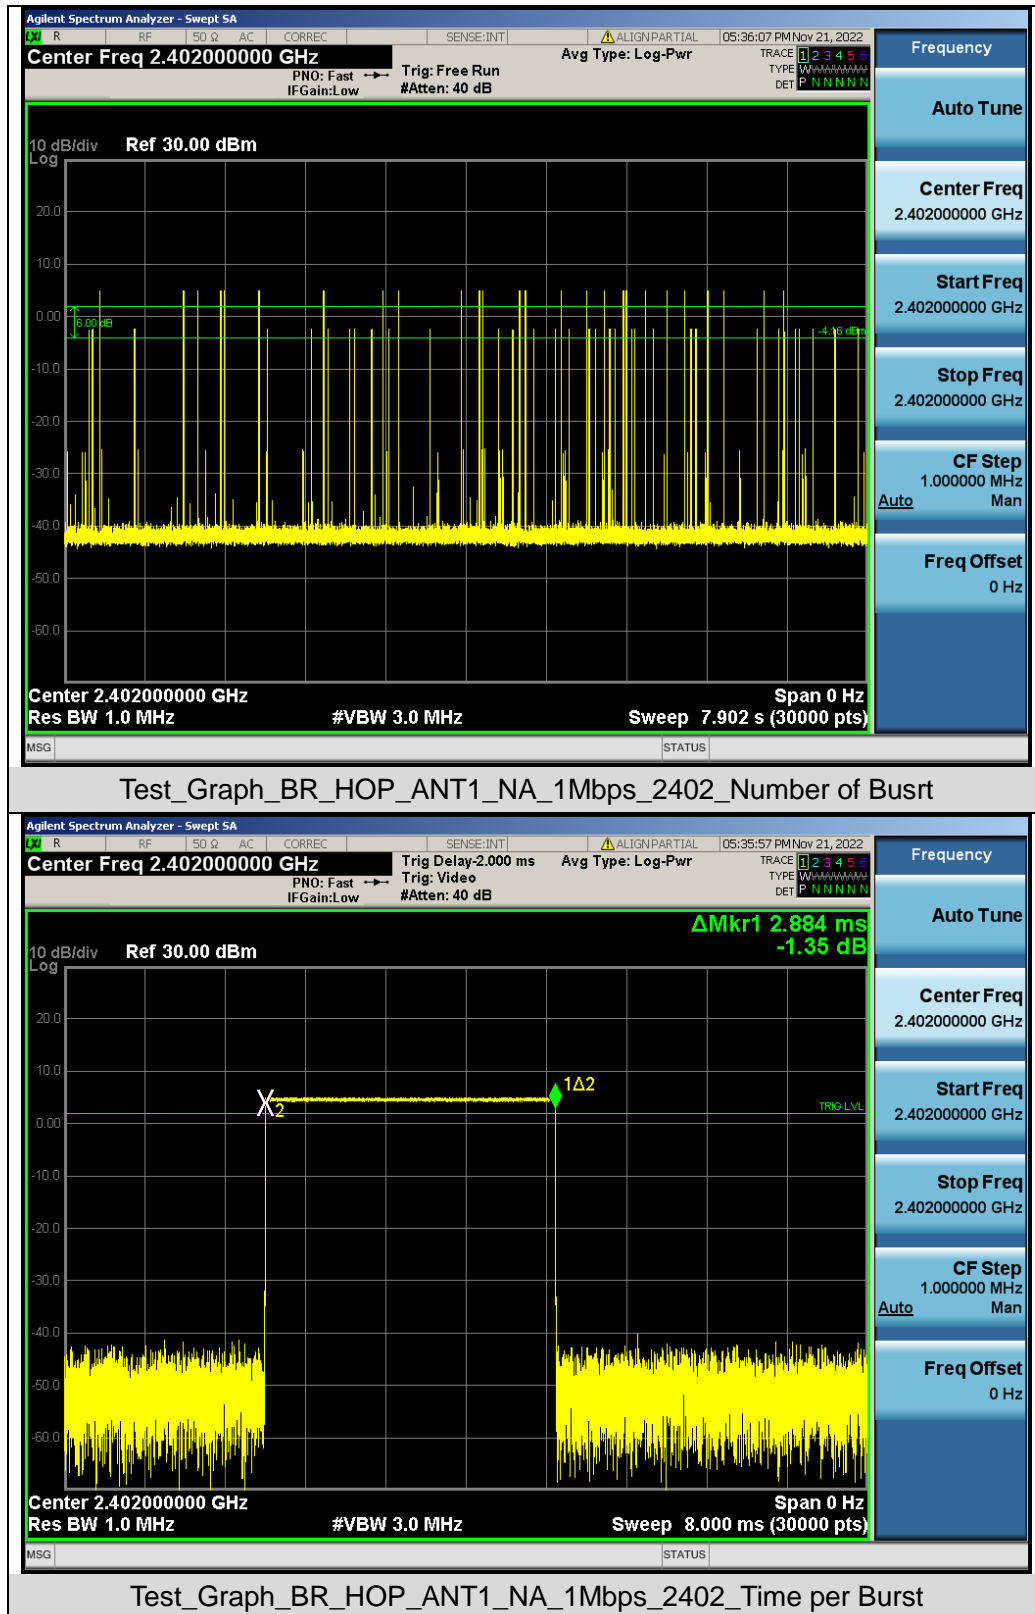 Agilent Spectrum Analyzer - Swept SA
LXI R RF 50 Ω AC CORREC SENSE:INT ALIGN PARTIAL 05:36:07 PM Nov 21, 2022
Center Freq 2.402000000 GHz Avg Type: Log-Pwr TRACE 1 2 3 4 5 6
PNO: Fast Trig: Free Run TYPE
IFGain:Low #Atten: 40 dB DET P N N N N N
10 dB/div Ref 30.00 dBm
Log
20.0
10.0
0.00
6.00 dB
-4.16 dBm
-10.0
-20.0
-30.0
-40.0
-50.0
-60.0
Center 2.402000000 GHz Span 0 Hz
Res BW 1.0 MHz #VBW 3.0 MHz Sweep 7.902 s (30000 pts)
MSG STATUS
Frequency
Auto Tune
Center Freq
2.402000000 GHz
Start Freq
2.402000000 GHz
Stop Freq
2.402000000 GHz
CF Step
1.000000 MHz
Auto Man
Freq Offset
0 Hz
Test_Graph_BR_HOP_ANT1_NA_1Mbps_2402_Number of Busrt
Agilent Spectrum Analyzer - Swept SA
LXI R RF 50 Ω AC CORREC SENSE:INT ALIGN PARTIAL 05:35:57 PM Nov 21, 2022
Center Freq 2.402000000 GHz Trig Delay-2.000 ms Avg Type: Log-Pwr TRACE 1 2 3 4 5 6
PNO: Fast Trig: Video TYPE
IFGain:Low #Atten: 40 dB DET P N N N N N
ΔMkr1 2.884 ms
-1.35 dB
10 dB/div Ref 30.00 dBm
Log
20.0
10.0
1Δ2
2
TRIG LVL
0.00
-10.0
-20.0
-30.0
-40.0
-50.0
-60.0
Center 2.402000000 GHz Span 0 Hz
Res BW 1.0 MHz #VBW 3.0 MHz Sweep 8.000 ms (30000 pts)
MSG STATUS
Frequency
Auto Tune
Center Freq
2.402000000 GHz
Start Freq
2.402000000 GHz
Stop Freq
2.402000000 GHz
CF Step
1.000000 MHz
Auto Man
Freq Offset
0 Hz
Test_Graph_BR_HOP_ANT1_NA_1Mbps_2402_Time per Burst